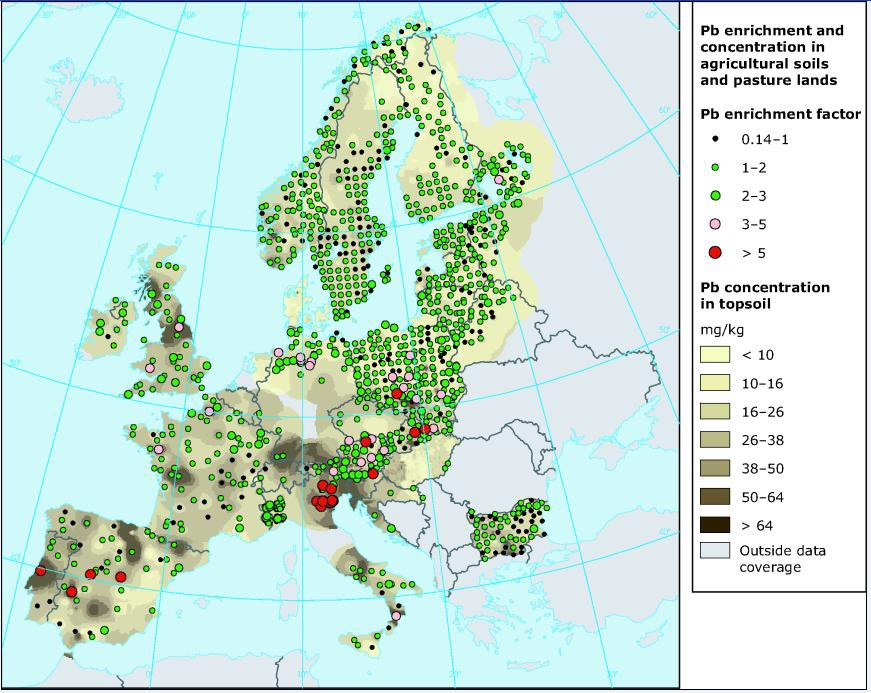 Pb enrichment and
concentration in
agricultural soils
and pasture lands
Pb enrichment factor
0.14–1
1–2
2–3
3–5
> 5
Pb concentration
in topsoil
mg/kg
< 10
10–16
16–26
26–38
38–50
50–64
> 64
Outside data
coverage